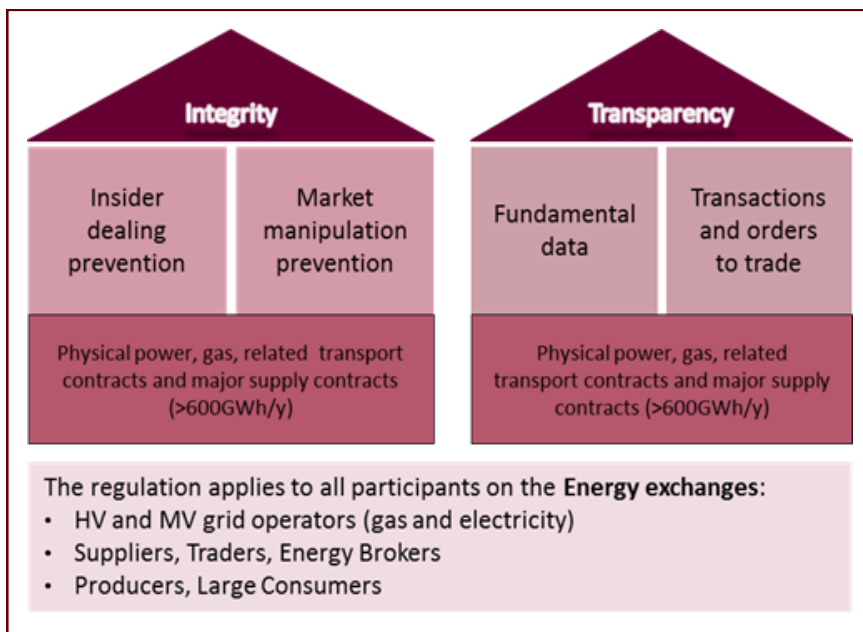 Integrity
Insider
dealing
prevention
Market
manipulation
prevention
Physical power, gas, related transport
contracts and major supply contracts
(>600GWh/y)
Transparency
Fundamental
data
Transactions
and orders
to trade
Physical power, gas, related
transport contracts and major supply
contracts (>600GWh/y)
The regulation applies to all participants on the Energy exchanges:
• HV and MV grid operators (gas and electricity)
• Suppliers, Traders, Energy Brokers
• Producers, Large Consumers